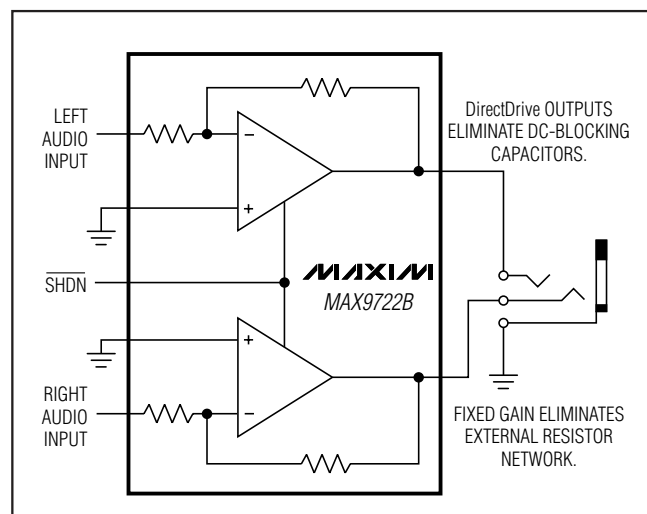 LEFT
AUDIO
INPUT
DirectDrive OUTPUTS
ELIMINATE DC-BLOCKING
CAPACITORS.
−
+
SHDN
MAXIM
MAX9722B
+
−
RIGHT
AUDIO
INPUT
FIXED GAIN ELIMINATES
EXTERNAL RESISTOR
NETWORK.